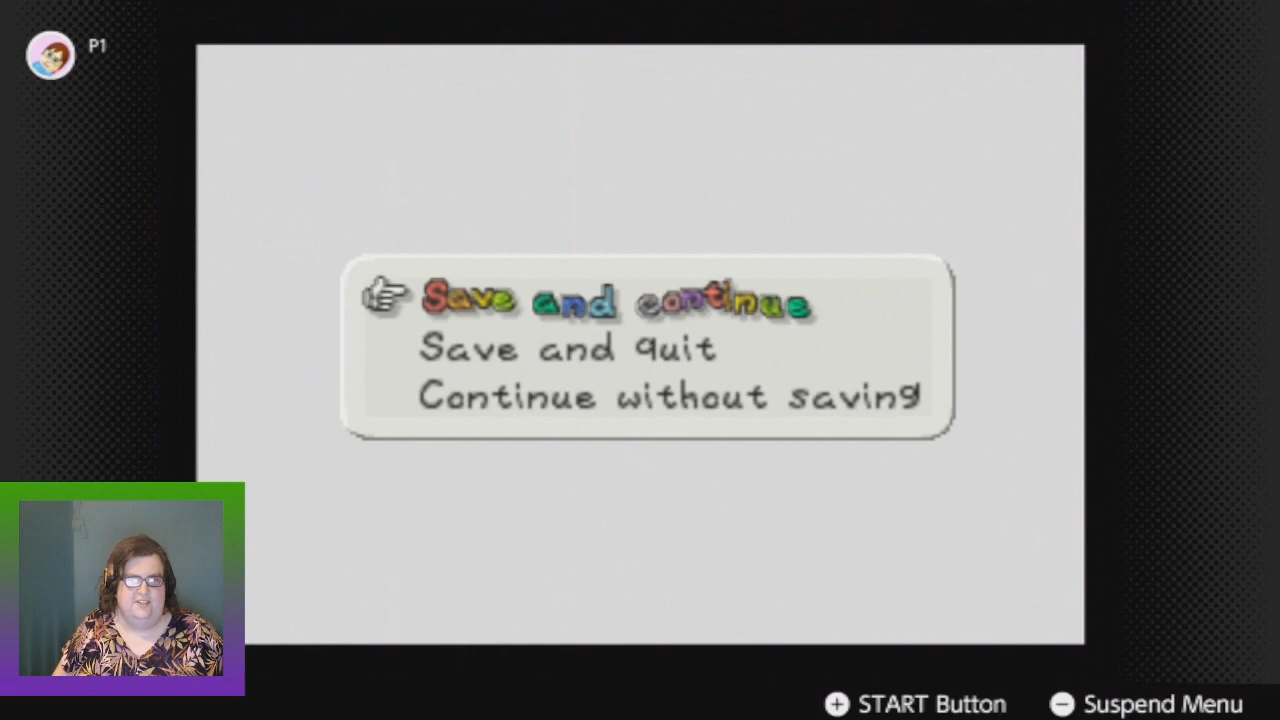 P1
Save and continue
Save and quit
Continue without saving
START Button
Suspend Menu